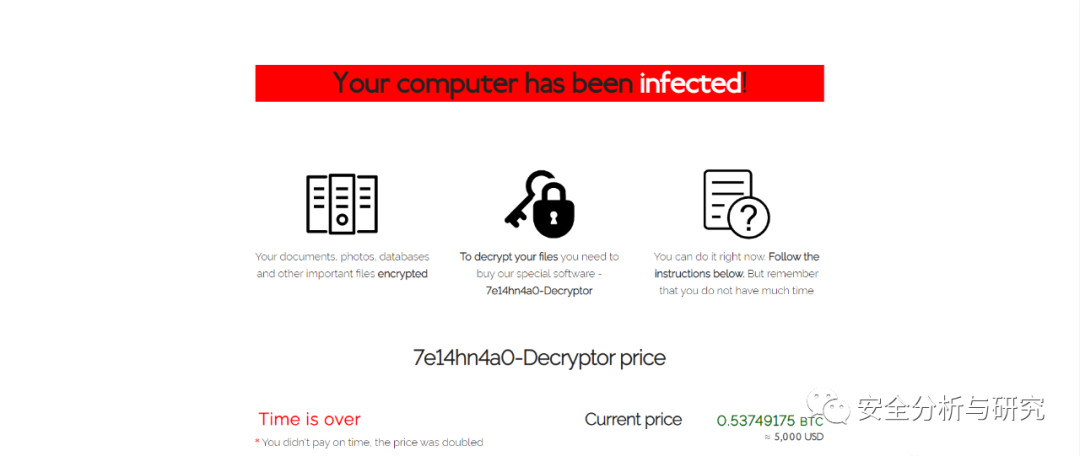 Your computer has been infected!
Your documents, photos, databases
and other important files encrypted
To decrypt your files you need to
buy our special software -
7e14hn4a0-Decryptor
You can do it right now. Follow the
instructions below. But remember
that you do not have much time
7e14hn4a0-Decryptor price
Time is over
* You didn't pay on time, the price was doubled
Current price
0.53749175 BTC
≈ 5,000 USD
安全分析与研究